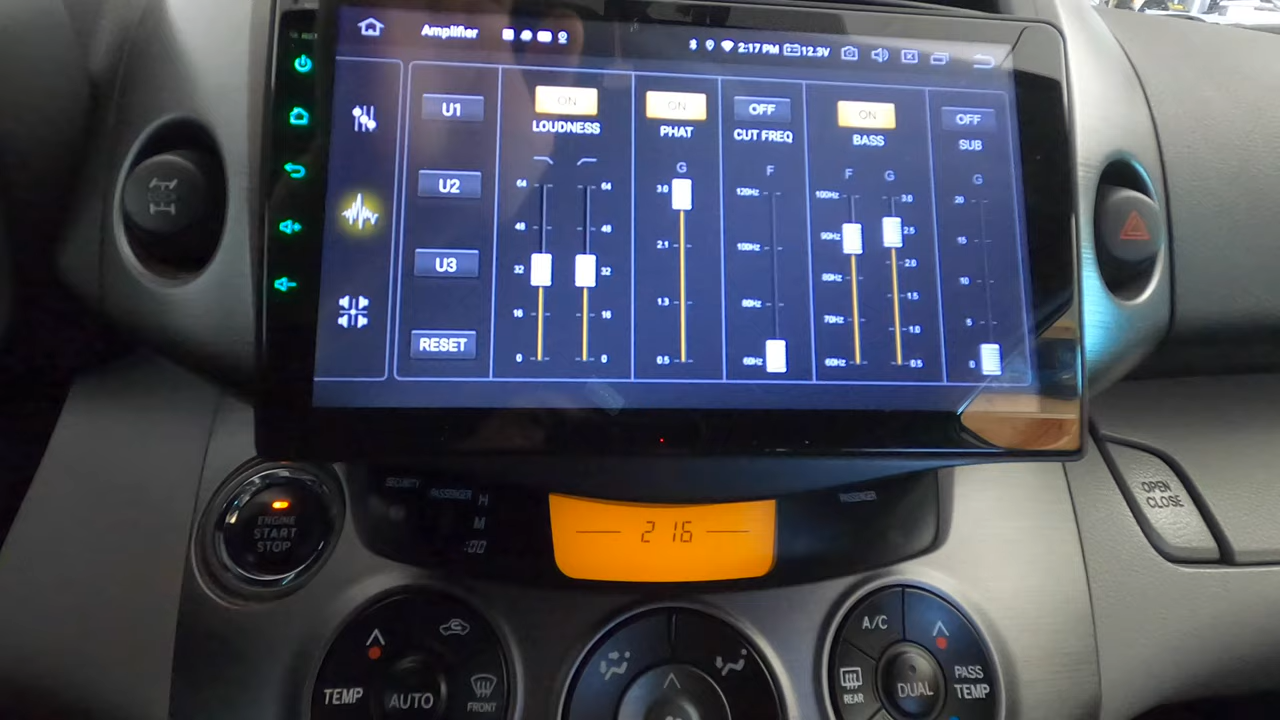 Amplifier
2:17 PM 12.3V
U1
U2
U3
RESET
ON
LOUDNESS
64 64
48 48
32 32
16 16
0 0
ON
PHAT
G
3.0
2.1
1.3
0.5
OFF
CUT FREQ
F
120Hz
100Hz
80Hz
60Hz
ON
BASS
F G
100Hz 3.0
90Hz 2.5
80Hz 2.0
70Hz 1.5
1.0
60Hz 0.5
OFF
SUB
G
20
15
10
5
0
SECURITY
PASSENGER
H
M
:00
2 16
PASSENGER
ENGINE
START
STOP
OPEN
CLOSE
TEMP
AUTO
FRONT
A/C
REAR
DUAL
PASS
TEMP